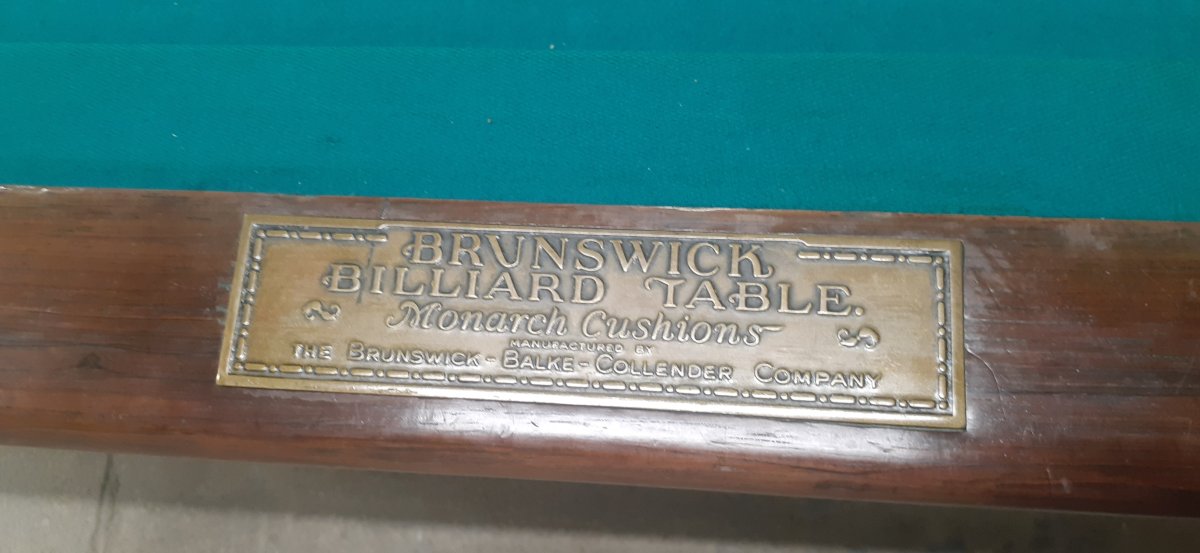 BRUNSWICK
BILLIARD TABLE.
Monarch Cushions
MANUFACTURED BY
THE BRUNSWICK-BALKE-COLLENDER COMPANY